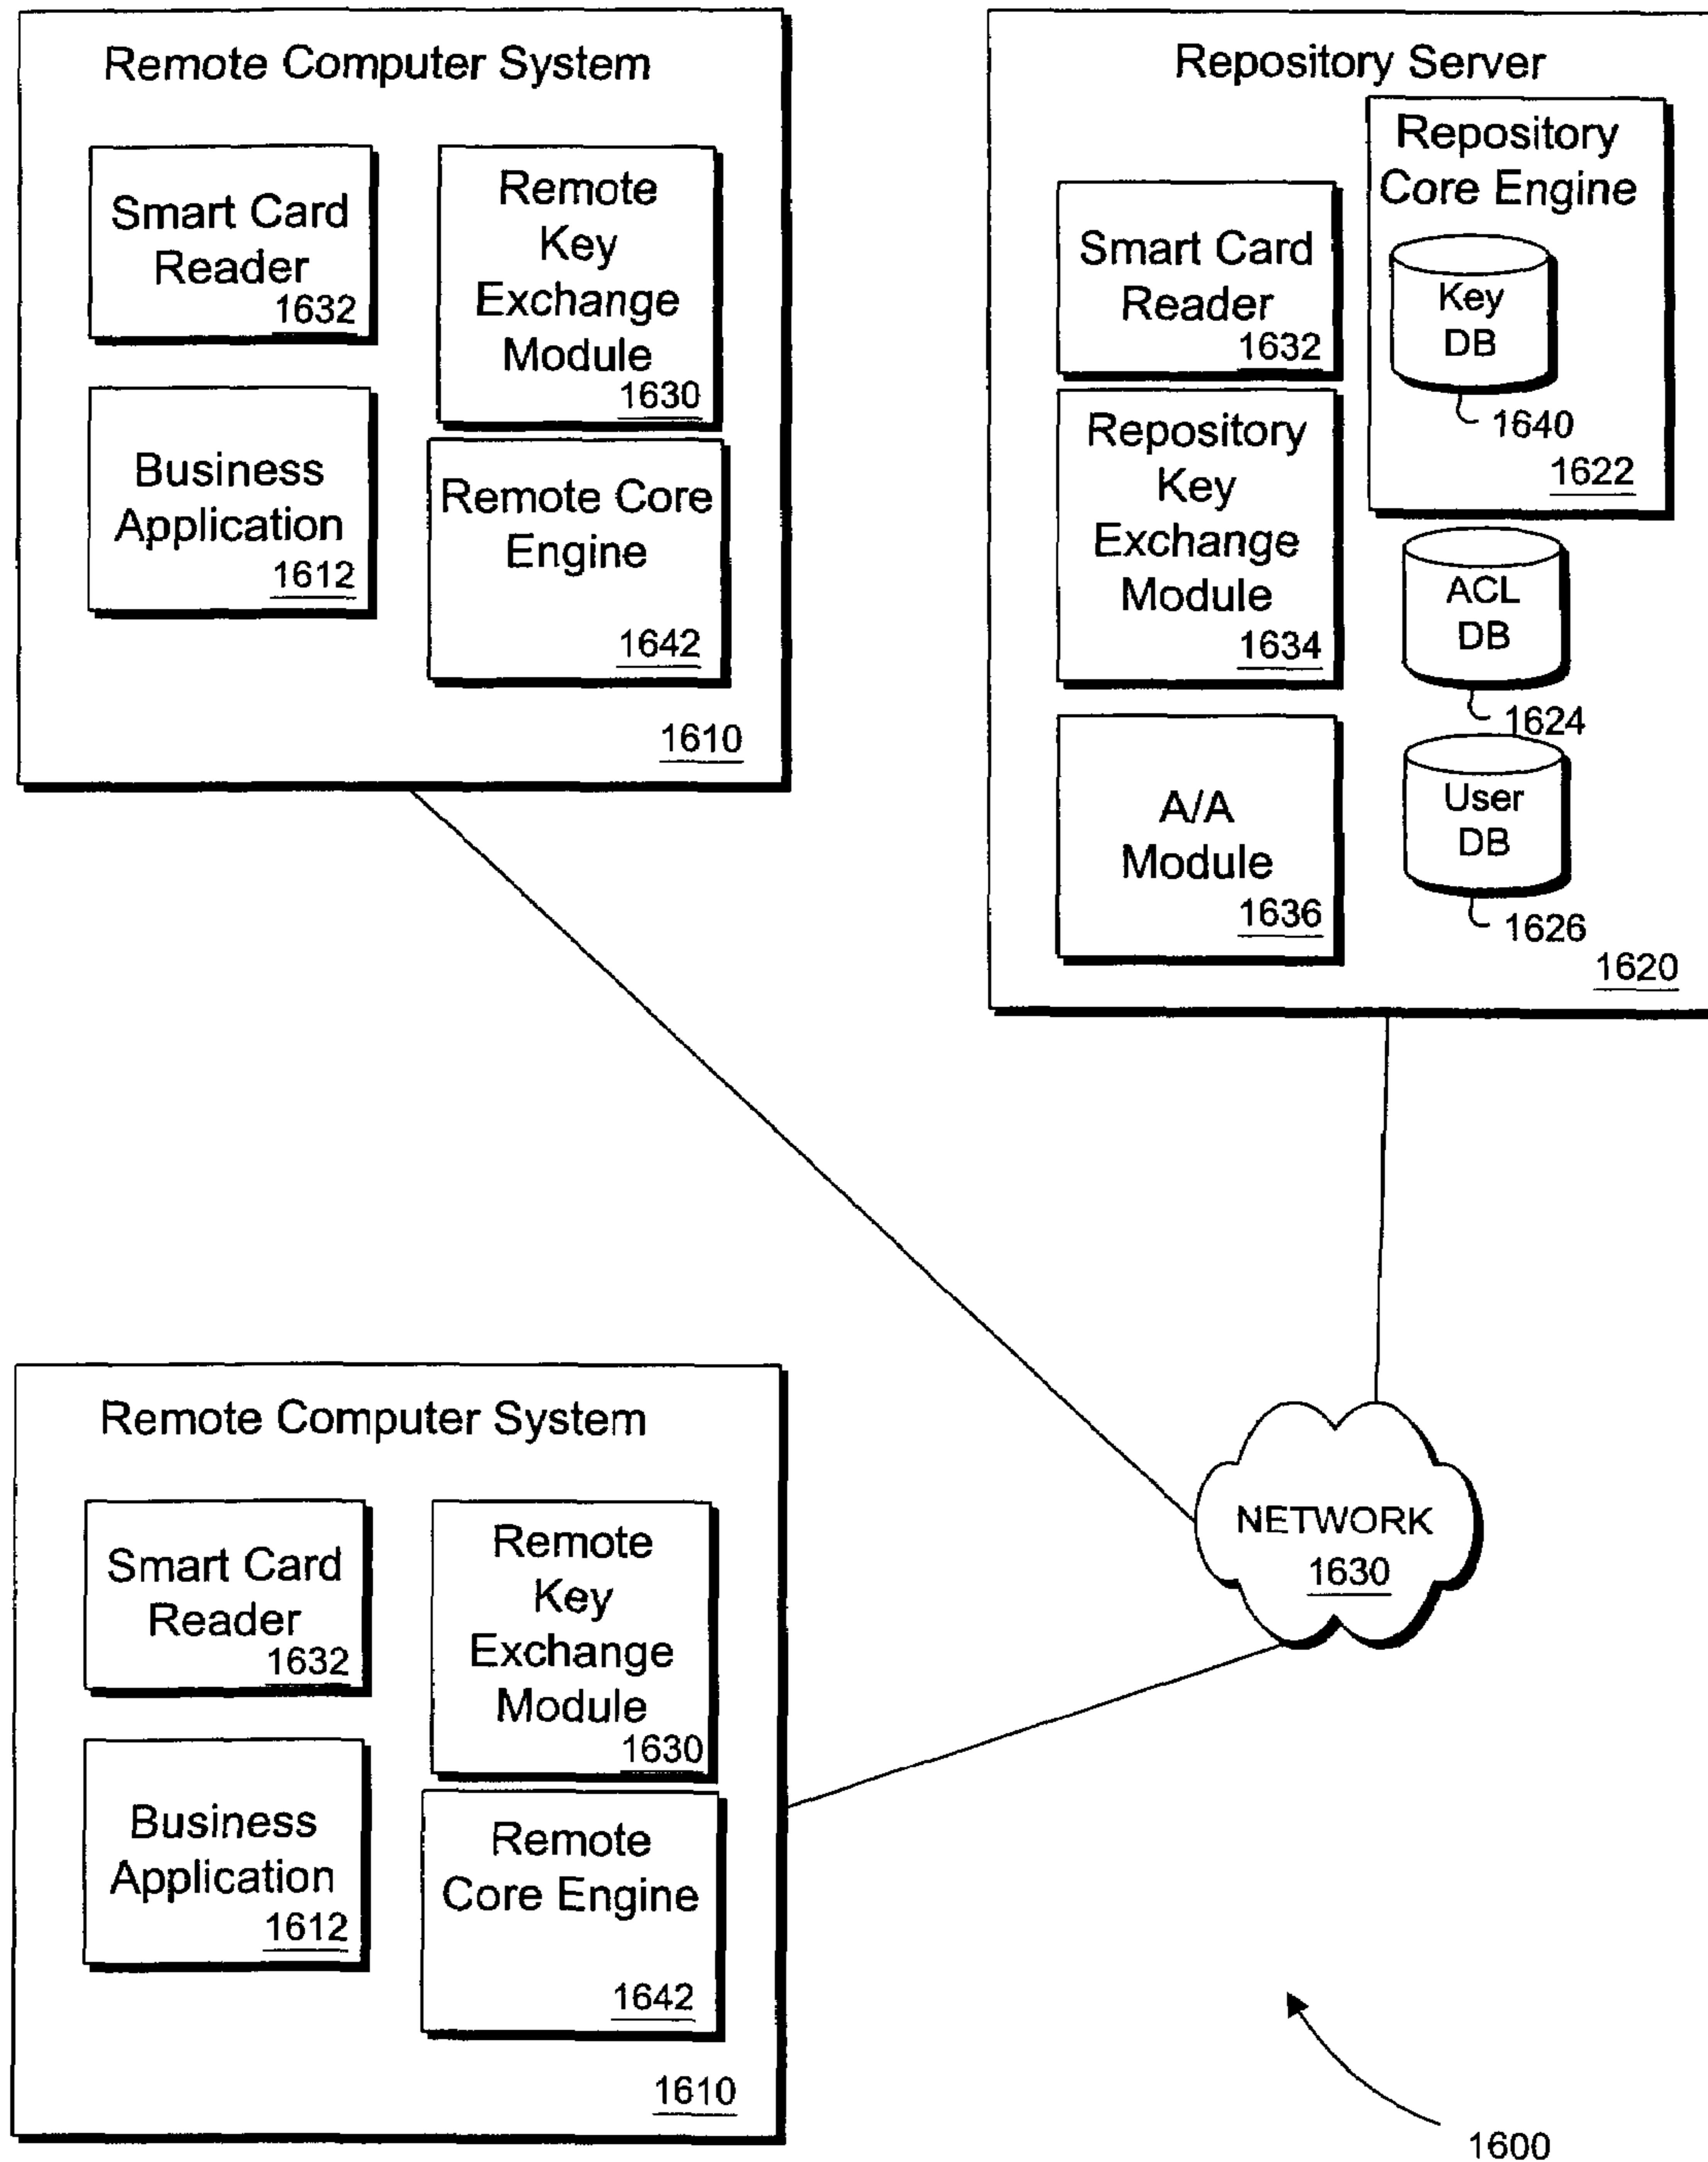 Remote Computer System
Smart Card
Reader
1632
Remote
Key
Exchange
Module
1630
Business
Application
1612
Remote Core
Engine
1642
1610
Repository Server
Repository
Core Engine
Key
DB
1640
1622
Smart Card
Reader
1632
Repository
Key
Exchange
Module
1634
ACL
DB
1624
A/A
Module
1636
User
DB
1626
1620
Remote Computer System
Smart Card
Reader
1632
Remote
Key
Exchange
Module
1630
Business
Application
1612
Remote
Core Engine
1642
1610
NETWORK
1630
1600